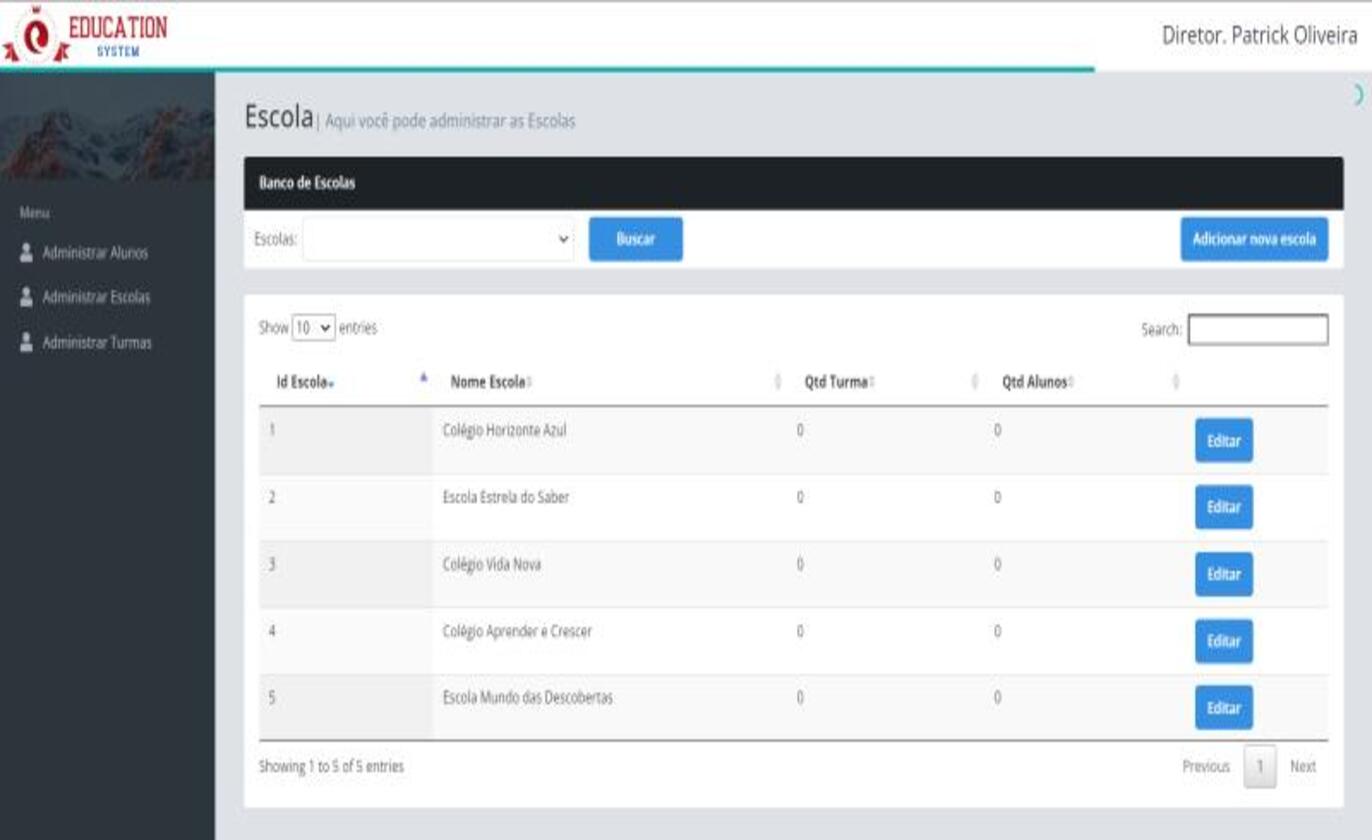 EDUCATION
SYSTEM
Diretor. Patrick Oliveira
Escola| Aqui você pode administrar as Escolas
Menu
Administrar Alunos
Administrar Escolas
Administrar Turmas
Banco de Escolas
Escolas: Buscar Adicionar nova escola
Show 10 entries Search:
Id Escola Nome Escola Qtd Turma Qtd Alunos
1 Colégio Horizonte Azul 0 0 Editar
2 Escola Estrela do Saber 0 0 Editar
3 Colégio Vida Nova 0 0 Editar
4 Colégio Aprender e Crescer 0 0 Editar
5 Escola Mundo das Descobertas 0 0 Editar
Showing 1 to 5 of 5 entries Previous 1 Next